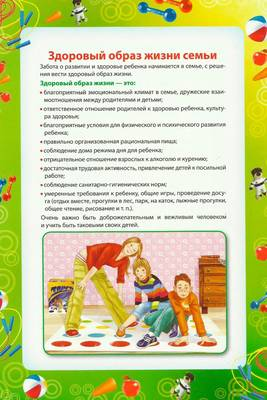 Здоровый образ жизни семьи
Забота о развитии и здоровье ребенка начинается в семье, с реше-
ния вести здоровый образ жизни.
Здоровый образ жизни — это:
• благоприятный эмоциональный климат в семье, дружеские взаи-
моотношения между родителями и детьми;
• ответственное отношение родителей к здоровью ребенка, культу-
ра здоровья;
• благоприятные условия для физического и психического развития
ребенка;
• правильно организованная рациональная пища;
• соблюдение дома режима дня для ребенка;
• отрицательное отношение взрослых к алкоголю и курению;
• достаточная трудовая активность, привлечение детей к посильной
работе;
• соблюдение санитарно-гигиенических норм;
• умеренные требования к ребенку, общие игры, проведение досу-
га (отдых вместе, прогулки в лес, парк, на каток, лыжные прогулки,
общее чтение, рисование и т. п.).
Очень важно быть доброжелательным и вежливым человеком
и учить быть таковыми своих детей.